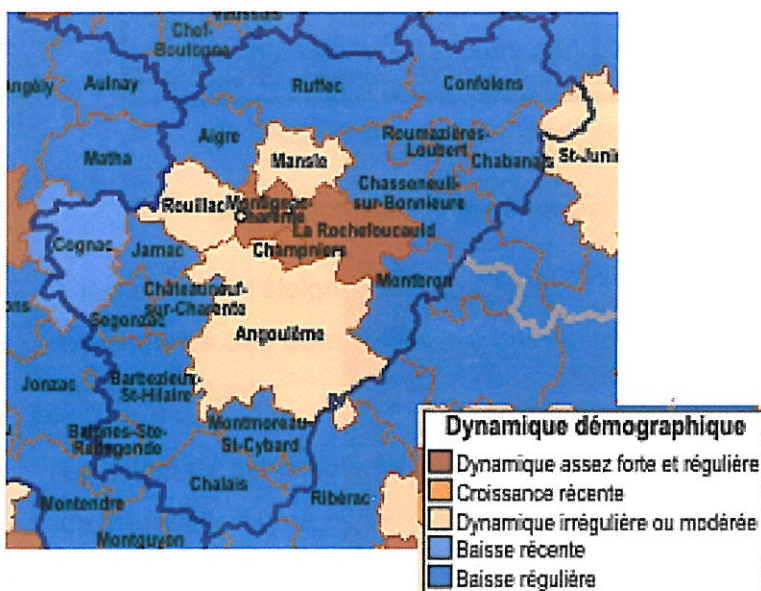 Chef-
Boutonne
Aulnay
Ruffec
Confolens
Angély
Aigre
Roumazières-
Loubert
Matha
Mansle
Chabanais
St-Junien
Chasseneuil-
sur-Bonnieure
Rouillac
Montignac-
Charente
La Rochefoucauld
Cognac
Jarnac
Champniers
Montbron
Châteauneuf-
sur-Charente
Segonzac
Angoulême
Jonzac
Barbezieux-
St-Hilaire
Baignes-Ste-
Radegonde
Montmoreau-
St-Cybard
Chalais
Ribérac
Montendre
Montguyon
Dynamique démographique
Dynamique assez forte et régulière
Croissance récente
Dynamique irrégulière ou modérée
Baisse récente
Baisse régulière